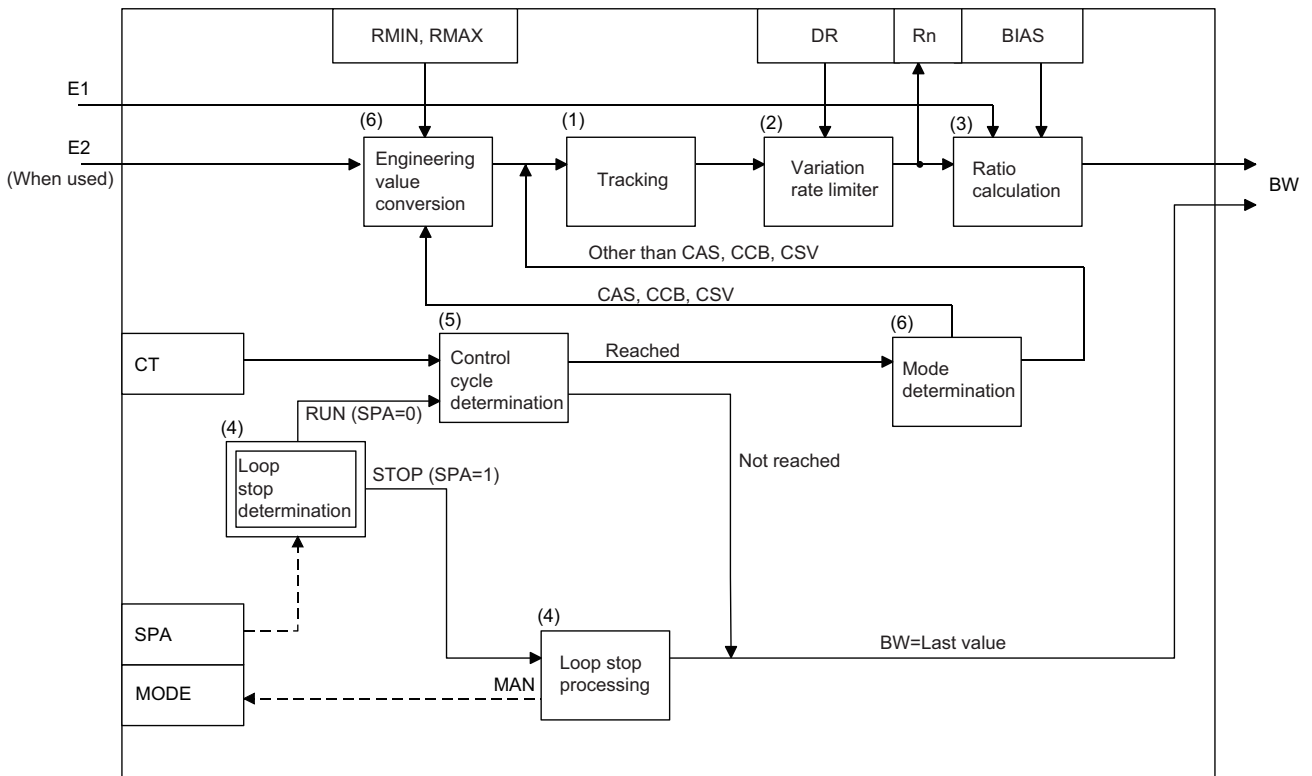 RMIN, RMAX
DR
Rn
BIAS
E1
E2
(When used)
(6)
Engineering
value
conversion
(1)
Tracking
(2)
Variation
rate limiter
(3)
Ratio
calculation
BW
Other than CAS, CCB, CSV
CAS, CCB, CSV
CT
(5)
Control
cycle
determination
Reached
(6)
Mode
determination
RUN (SPA=0)
(4)
Loop
stop
determination
STOP (SPA=1)
Not reached
SPA
MODE
MAN
(4)
Loop stop
processing
BW=Last value